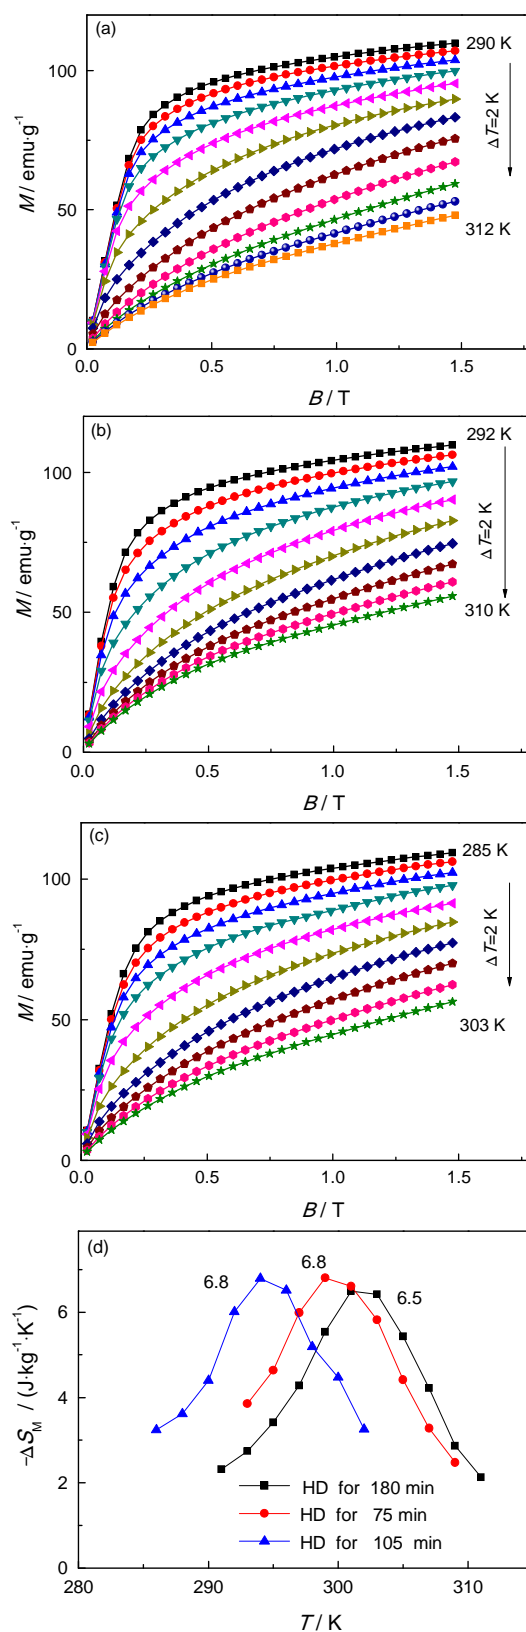 (a)
290 K
100
50
0
M / emu·g⁻¹
ΔT=2 K
312 K
0.0 0.5 1.0 1.5
B / T
(b)
292 K
100
50
0
M / emu·g⁻¹
ΔT=2 K
310 K
0.0 0.5 1.0 1.5
B / T
(c)
285 K
100
50
0
M / emu·g⁻¹
ΔT=2 K
303 K
0.0 0.5 1.0 1.5
B / T
(d)
6.8 6.8 6.5
8
6
4
2
0
-ΔS_M / (J·kg⁻¹·K⁻¹)
HD for 180 min
HD for 75 min
HD for 105 min
280 290 300 310
T / K